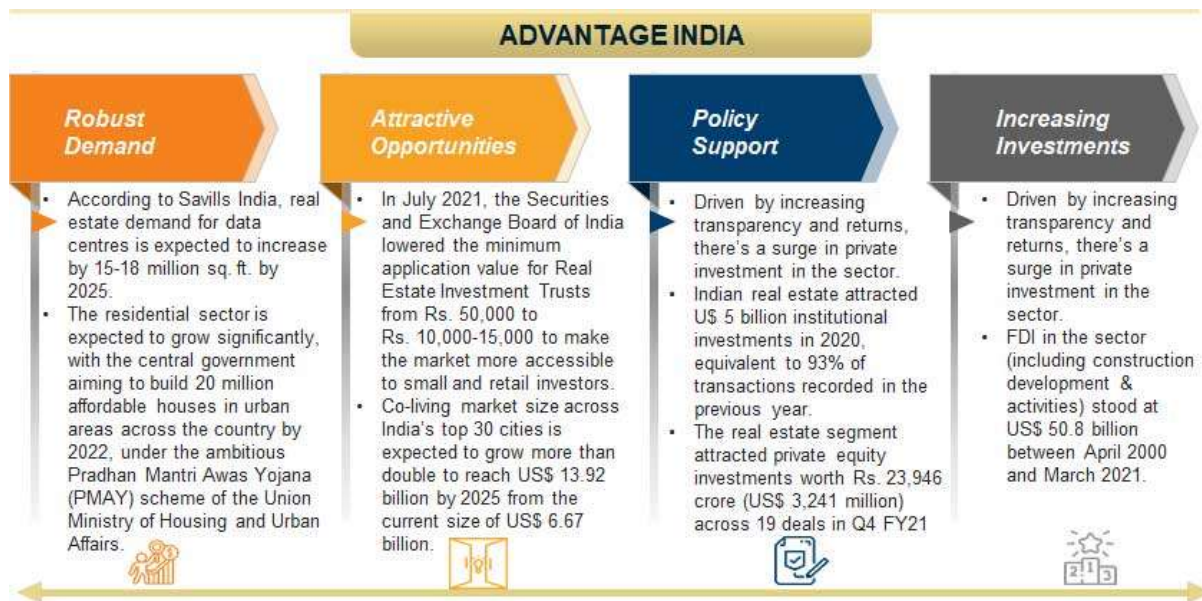 ADVANTAGE INDIA
Robust
Demand
• According to Savills India, real
estate demand for data
centres is expected to increase
by 15-18 million sq. ft. by
2025.
• The residential sector is
expected to grow significantly,
with the central government
aiming to build 20 million
affordable houses in urban
areas across the country by
2022, under the ambitious
Pradhan Mantri Awas Yojana
(PMAY) scheme of the Union
Ministry of Housing and Urban
Affairs.
Attractive
Opportunities
• In July 2021, the Securities
and Exchange Board of India
lowered the minimum
application value for Real
Estate Investment Trusts
from Rs. 50,000 to
Rs. 10,000-15,000 to make
the market more accessible
to small and retail investors.
• Co-living market size across
India's top 30 cities is
expected to grow more than
double to reach US$ 13.92
billion by 2025 from the
current size of US$ 6.67
billion.
Policy
Support
• Driven by increasing
transparency and returns,
there's a surge in private
investment in the sector.
• Indian real estate attracted
U$ 5 billion institutional
investments in 2020,
equivalent to 93% of
transactions recorded in the
previous year.
• The real estate segment
attracted private equity
investments worth Rs. 23,946
crore (US$ 3,241 million)
across 19 deals in Q4 FY21
Increasing
Investments
• Driven by increasing
transparency and
returns, there's a
surge in private
investment in the
sector.
• FDI in the sector
(including construction
development &
activities) stood at
US$ 50.8 billion
between April 2000
and March 2021.
2 1 3